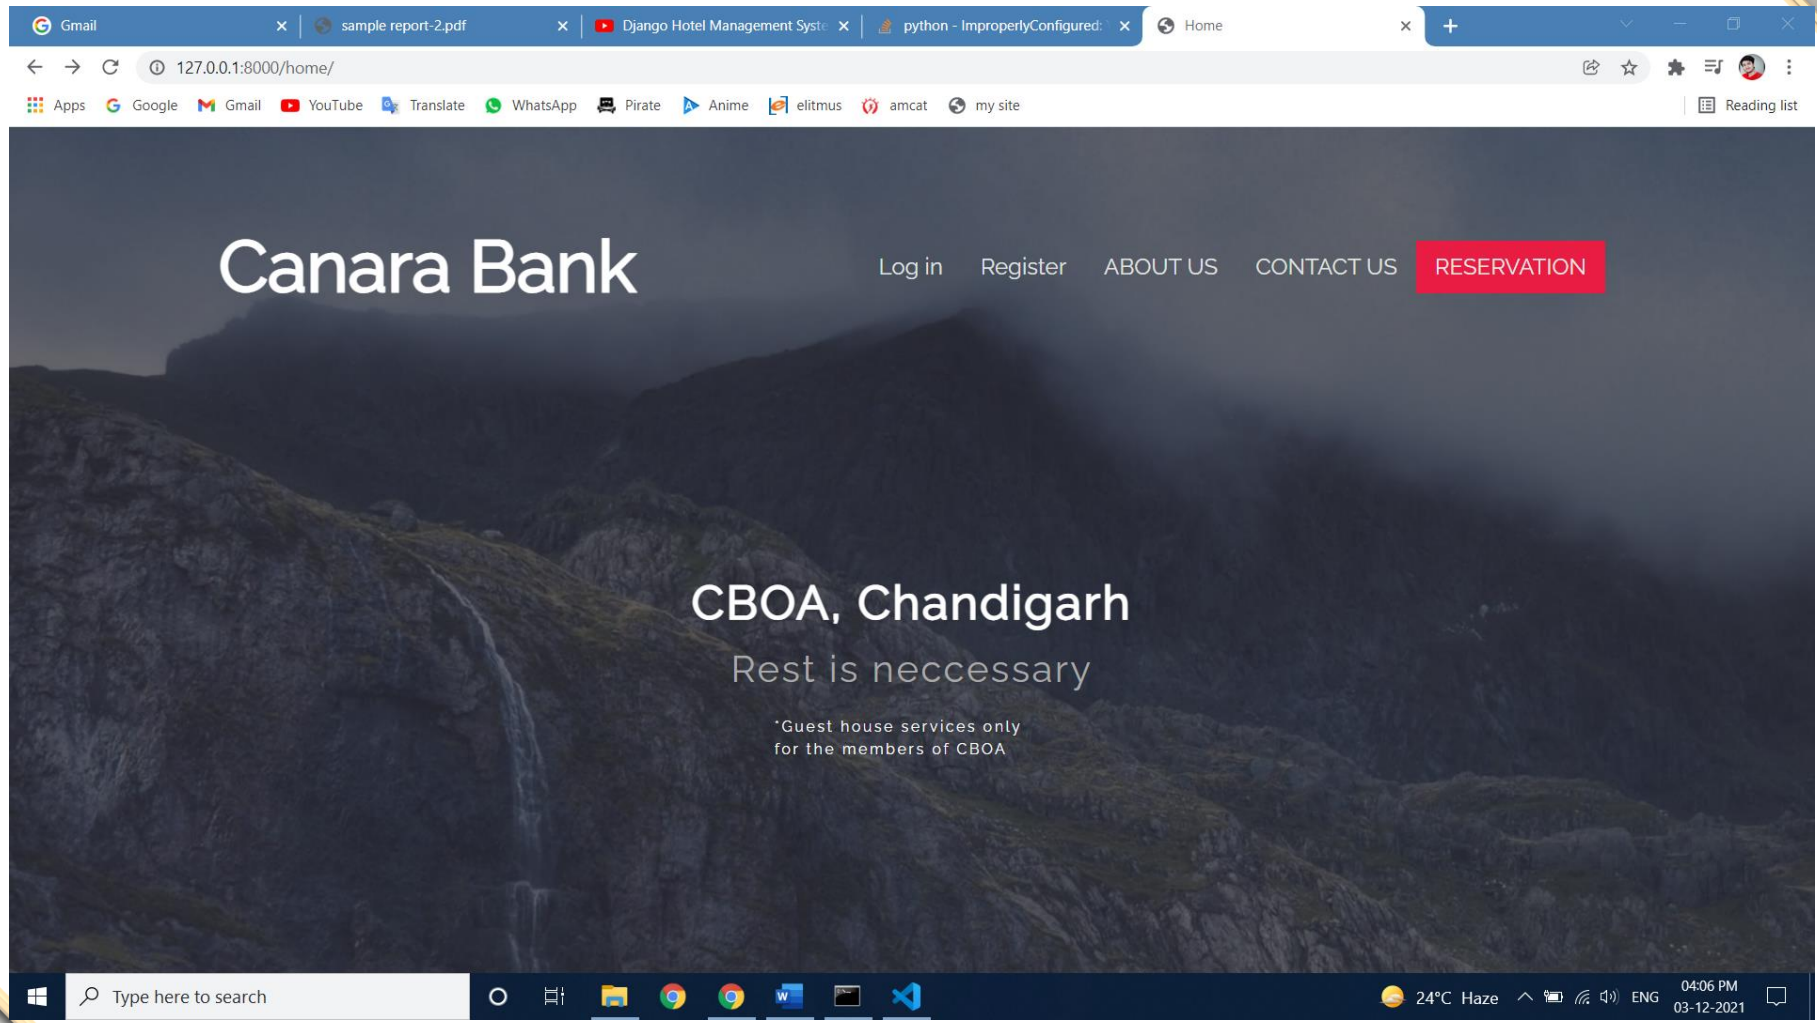 Gmail
sample report-2.pdf
Django Hotel Management Syste
python - ImproperlyConfigured:
Home
127.0.0.1:8000/home/
Apps Google Gmail YouTube Translate WhatsApp Pirate Anime elitmus amcat my site Reading list
Canara Bank
Log in Register ABOUT US CONTACT US RESERVATION
CBOA, Chandigarh
Rest is neccessary
*Guest house services only
for the members of CBOA
Type here to search
24°C Haze
ENG
04:06 PM
03-12-2021